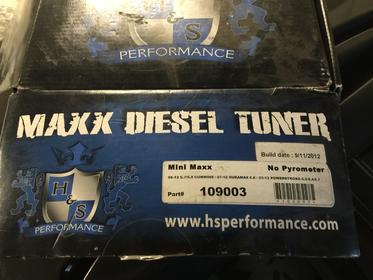 H&S
PERFORMANCE
MAXX DIESEL TUNER
Build date: 9/11/2012
Mini Maxx No Pyrometer
Part# 109003
H&S
PERFORMANCE
www.hsperformance.com